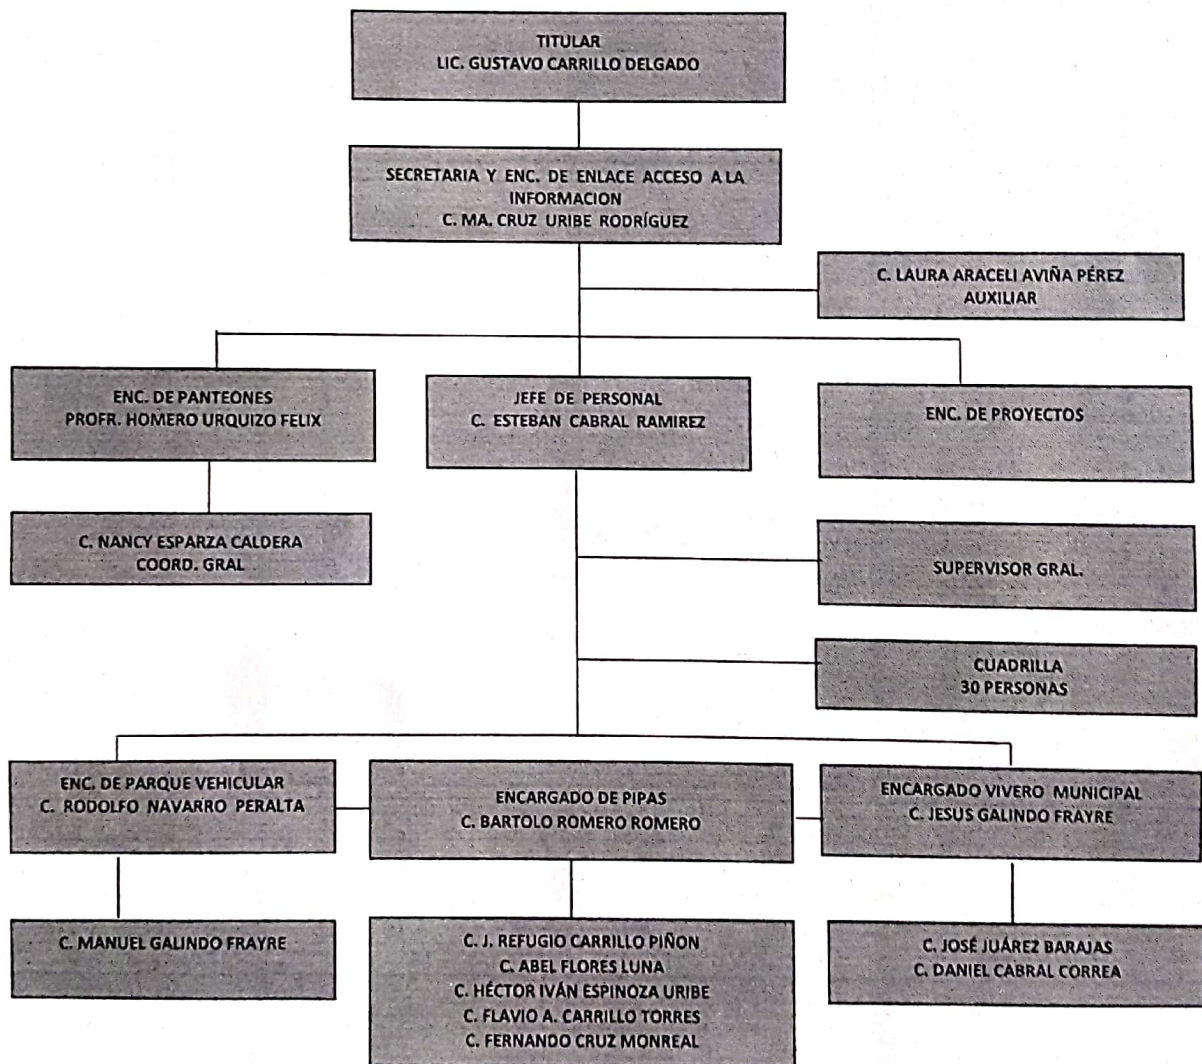 TITULAR
LIC. GUSTAVO CARRILLO DELGADO
SECRETARIA Y ENC. DE ENLACE ACCESO A LA
INFORMACION
C. MA. CRUZ URIBE RODRÍGUEZ
C. LAURA ARACELI AVIÑA PÉREZ
AUXILIAR
ENC. DE PANTEONES
PROFR. HOMERO URQUIZO FELIX
JEFE DE PERSONAL
C. ESTEBAN CABRAL RAMIREZ
ENC. DE PROYECTOS
C. NANCY ESPARZA CALDERA
COORD. GRAL
SUPERVISOR GRAL.
CUADRILLA
30 PERSONAS
ENC. DE PARQUE VEHICULAR
C. RODOLFO NAVARRO PERALTA
ENCARGADO DE PIPAS
C. BARTOLO ROMERO ROMERO
ENCARGADO VIVERO MUNICIPAL
C. JESUS GALINDO FRAYRE
C. MANUEL GALINDO FRAYRE
C. J. REFUGIO CARRILLO PIÑON
C. ABEL FLORES LUNA
C. HÉCTOR IVÁN ESPINOZA URIBE
C. FLAVIO A. CARRILLO TORRES
C. FERNANDO CRUZ MONREAL
C. JOSÉ JUÁREZ BARAJAS
C. DANIEL CABRAL CORREA